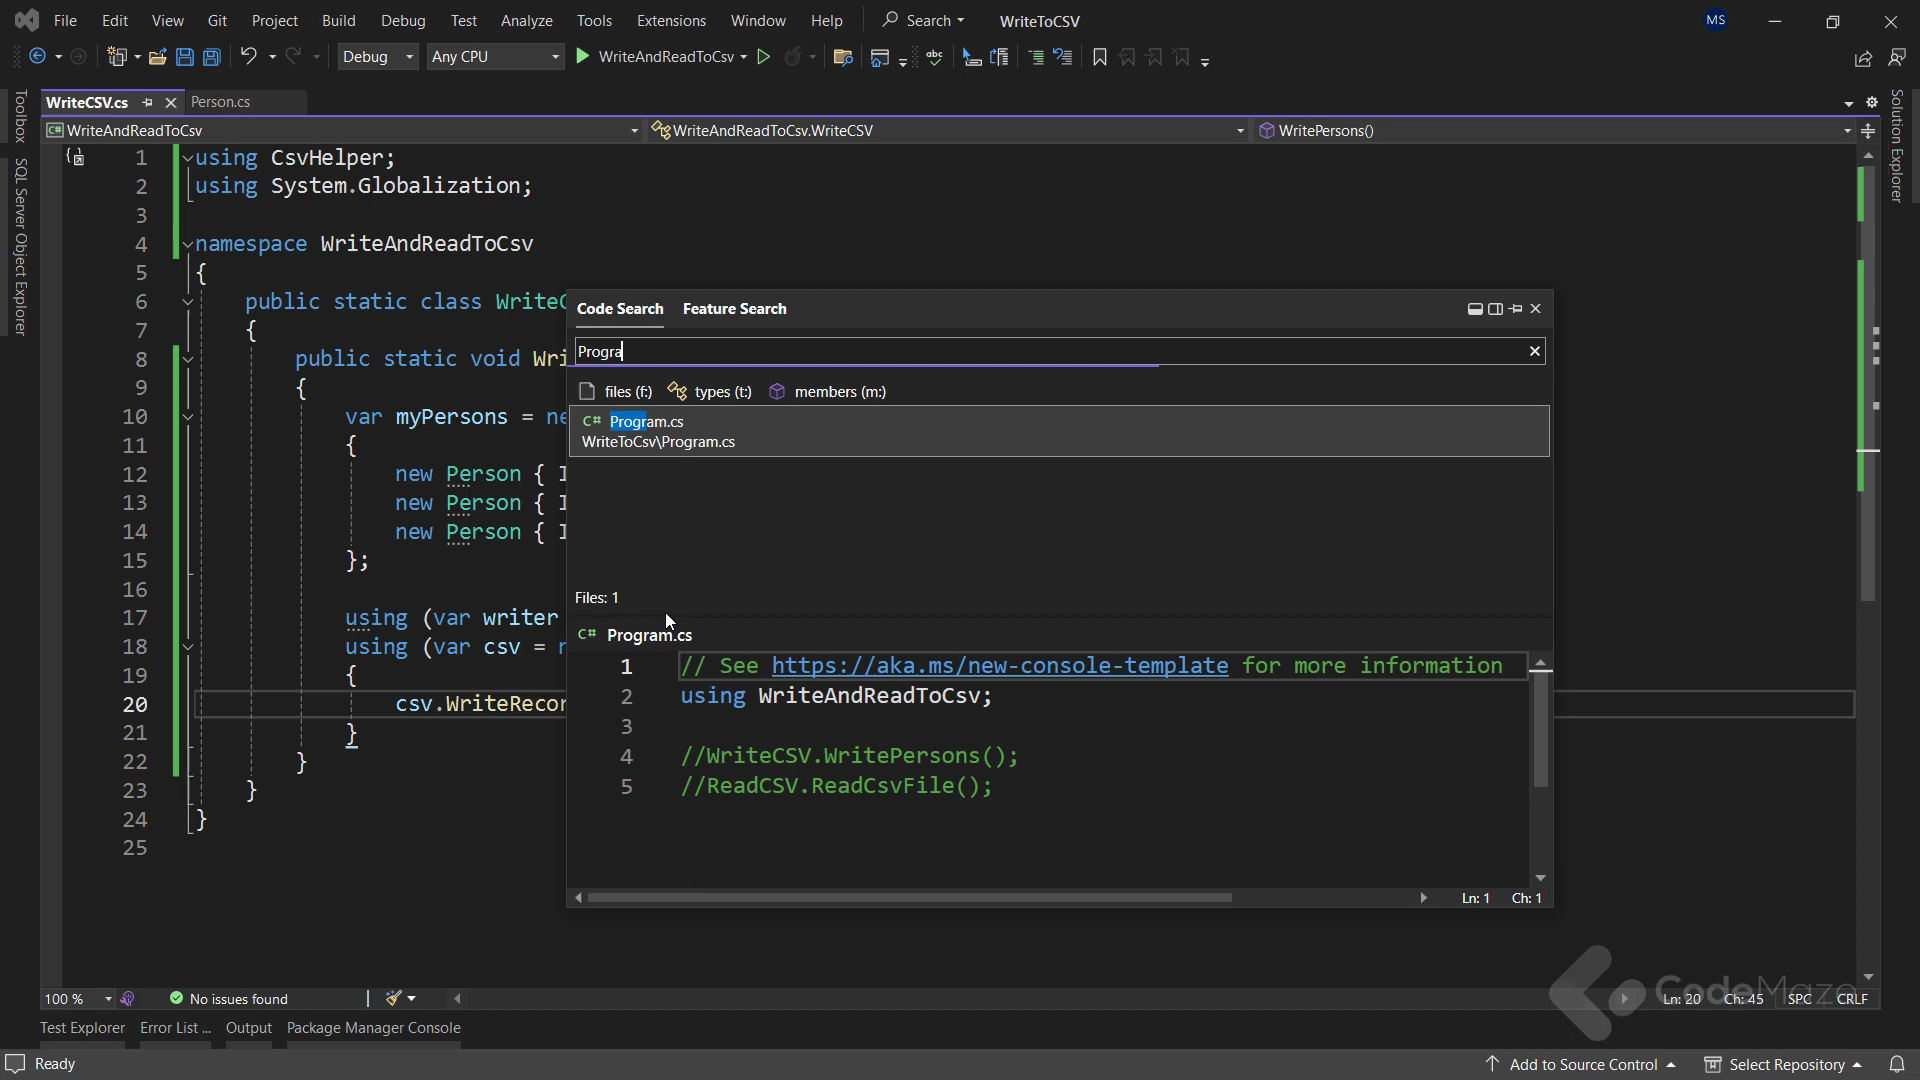 File Edit View Git Project Build Debug Test Analyze Tools Extensions Window Help Search WriteToCSV MS
Debug Any CPU WriteAndReadToCsv abc
WriteCSV.cs Person.cs
C# WriteAndReadToCsv WriteAndReadToCsv.WriteCSV WritePersons()
Toolbox
SQL Server Object Explorer
Solution Explorer
1 using CsvHelper;
2 using System.Globalization;
3
4 namespace WriteAndReadToCsv
5 {
6 public static class WriteC
7 {
8 public static void Wri
9 {
10 var myPersons = ne
11 {
12 new Person { I
13 new Person { I
14 new Person { I
15 };
16
17 using (var writer
18 using (var csv = n
19 {
20 csv.WriteRecor
21 }
22 }
23 }
24 }
25
Code Search Feature Search
Progra
files (f:) types (t:) members (m:)
C# Program.cs
WriteToCsv\Program.cs
Files: 1
C# Program.cs
1 // See https://aka.ms/new-console-template for more information
2 using WriteAndReadToCsv;
3
4 //WriteCSV.WritePersons();
5 //ReadCSV.ReadCsvFile();
Ln: 1 Ch: 1
100 % No issues found Ln: 20 Ch: 45 SPC CRLF
CodeMaze
Test Explorer Error List ... Output Package Manager Console
Ready Add to Source Control Select Repository